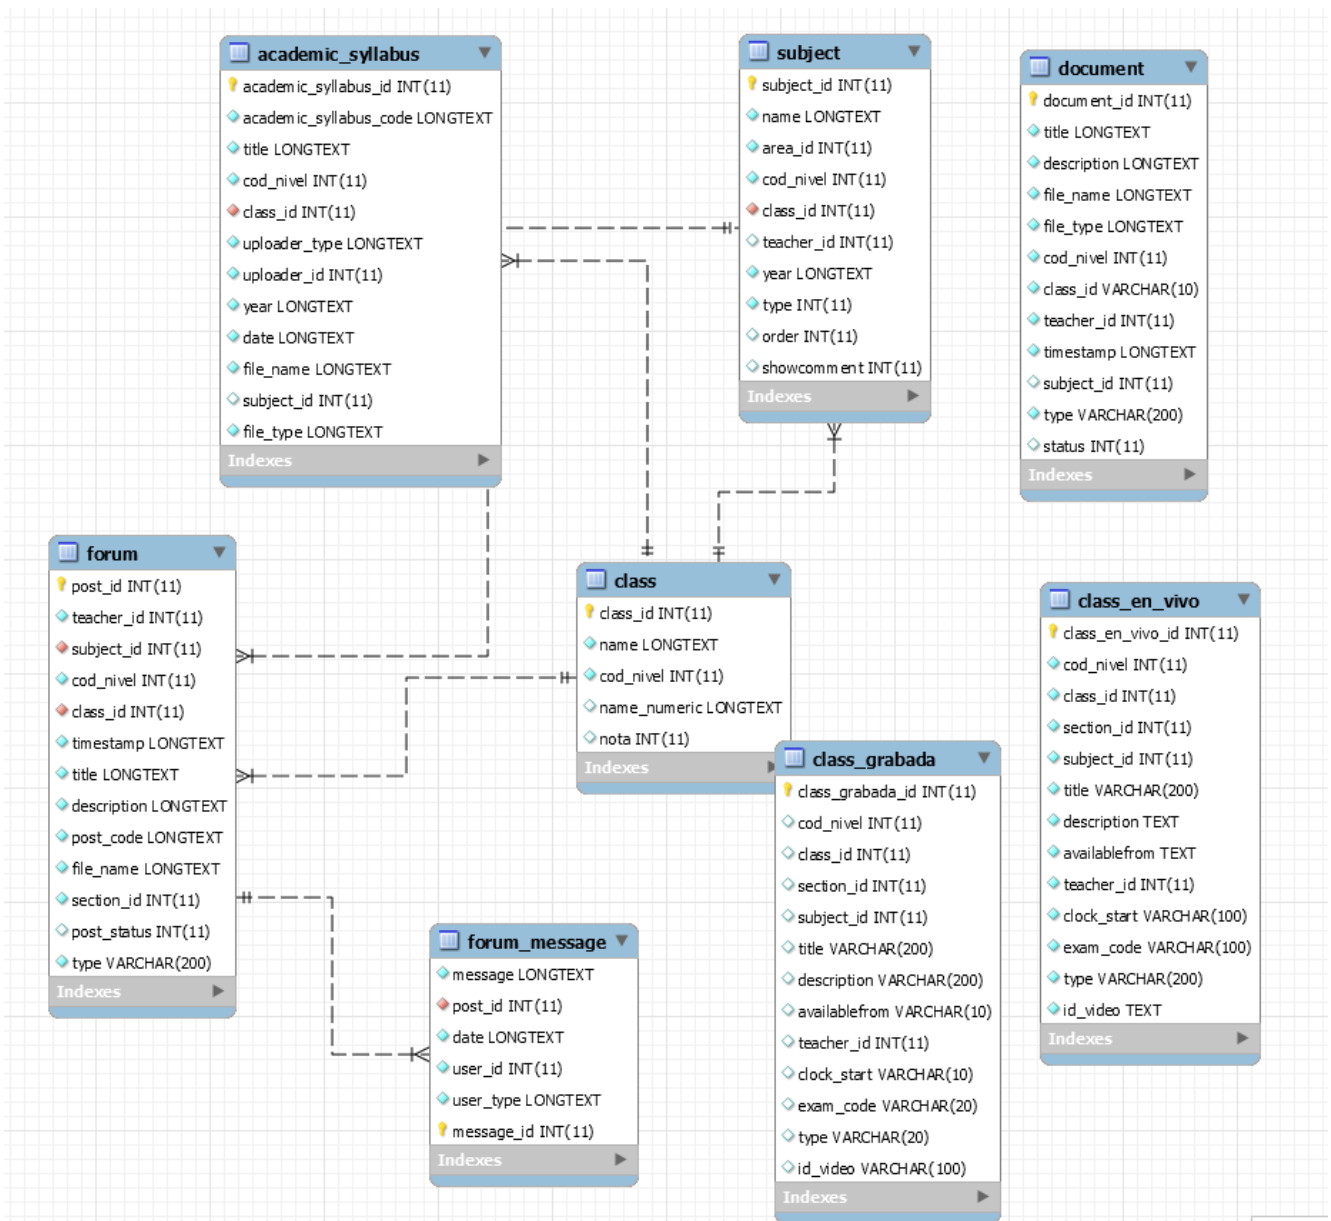 academic_syllabus
academic_syllabus_id INT(11)
academic_syllabus_code LONGTEXT
title LONGTEXT
cod_nivel INT(11)
class_id INT(11)
uploader_type LONGTEXT
uploader_id INT(11)
year LONGTEXT
date LONGTEXT
file_name LONGTEXT
subject_id INT(11)
file_type LONGTEXT
Indexes
subject
subject_id INT(11)
name LONGTEXT
area_id INT(11)
cod_nivel INT(11)
class_id INT(11)
teacher_id INT(11)
year LONGTEXT
type INT(11)
order INT(11)
showcomment INT(11)
Indexes
document
document_id INT(11)
title LONGTEXT
description LONGTEXT
file_name LONGTEXT
file_type LONGTEXT
cod_nivel INT(11)
class_id VARCHAR(10)
teacher_id INT(11)
timestamp LONGTEXT
subject_id INT(11)
type VARCHAR(200)
status INT(11)
Indexes
forum
post_id INT(11)
teacher_id INT(11)
subject_id INT(11)
cod_nivel INT(11)
class_id INT(11)
timestamp LONGTEXT
title LONGTEXT
description LONGTEXT
post_code LONGTEXT
file_name LONGTEXT
section_id INT(11)
post_status INT(11)
type VARCHAR(200)
Indexes
class
class_id INT(11)
name LONGTEXT
cod_nivel INT(11)
name_numeric LONGTEXT
nota INT(11)
Indexes
class_en_vivo
class_en_vivo_id INT(11)
cod_nivel INT(11)
class_id INT(11)
section_id INT(11)
subject_id INT(11)
title VARCHAR(200)
description TEXT
availablefrom TEXT
teacher_id INT(11)
clock_start VARCHAR(100)
exam_code VARCHAR(100)
type VARCHAR(200)
id_video TEXT
Indexes
class_grabada
class_grabada_id INT(11)
cod_nivel INT(11)
class_id INT(11)
section_id INT(11)
subject_id INT(11)
title VARCHAR(200)
description VARCHAR(200)
availablefrom VARCHAR(10)
teacher_id INT(11)
clock_start VARCHAR(10)
exam_code VARCHAR(20)
type VARCHAR(20)
id_video VARCHAR(100)
Indexes
forum_message
message LONGTEXT
post_id INT(11)
date LONGTEXT
user_id INT(11)
user_type LONGTEXT
message_id INT(11)
Indexes